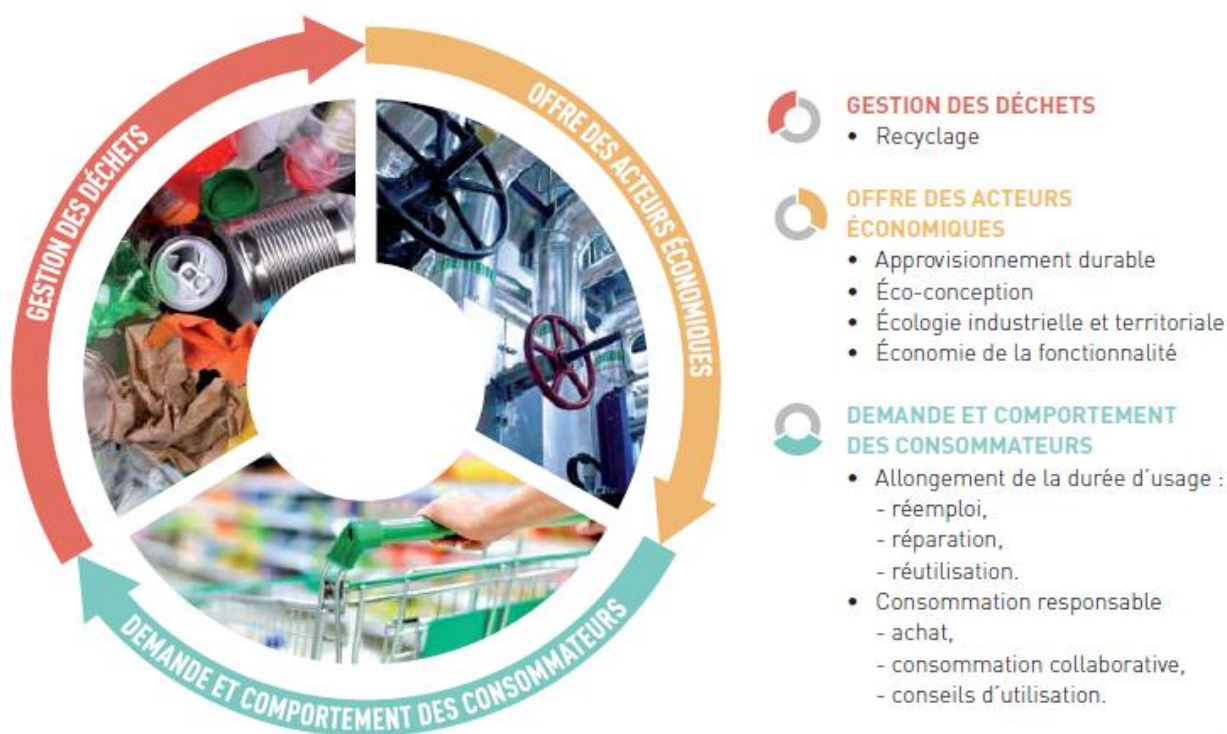 GESTION DES DÉCHETS
OFFRE DES ACTEURS ÉCONOMIQUES
DEMANDE ET COMPORTEMENT DES CONSOMMATEURS
GESTION DES DÉCHETS
• Recyclage
OFFRE DES ACTEURS
ÉCONOMIQUES
• Approvisionnement durable
• Éco-conception
• Écologie industrielle et territoriale
• Économie de la fonctionnalité
DEMANDE ET COMPORTEMENT
DES CONSOMMATEURS
• Allongement de la durée d’usage :
- réemploi,
- réparation,
- réutilisation.
• Consommation responsable
- achat,
- consommation collaborative,
- conseils d’utilisation.